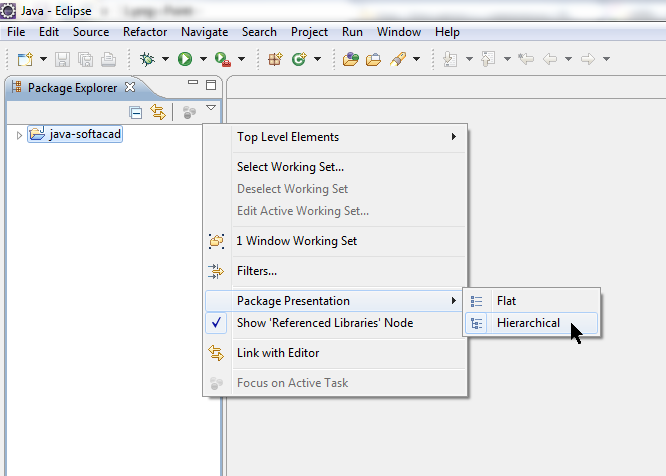 Java - Eclipse
File Edit Source Refactor Navigate Search Project Run Window Help
Package Explorer
java-softacad
Top Level Elements
Select Working Set...
Deselect Working Set
Edit Active Working Set...
1 Window Working Set
Filters...
Package Presentation
Flat
Show 'Referenced Libraries' Node
Hierarchical
Link with Editor
Focus on Active Task